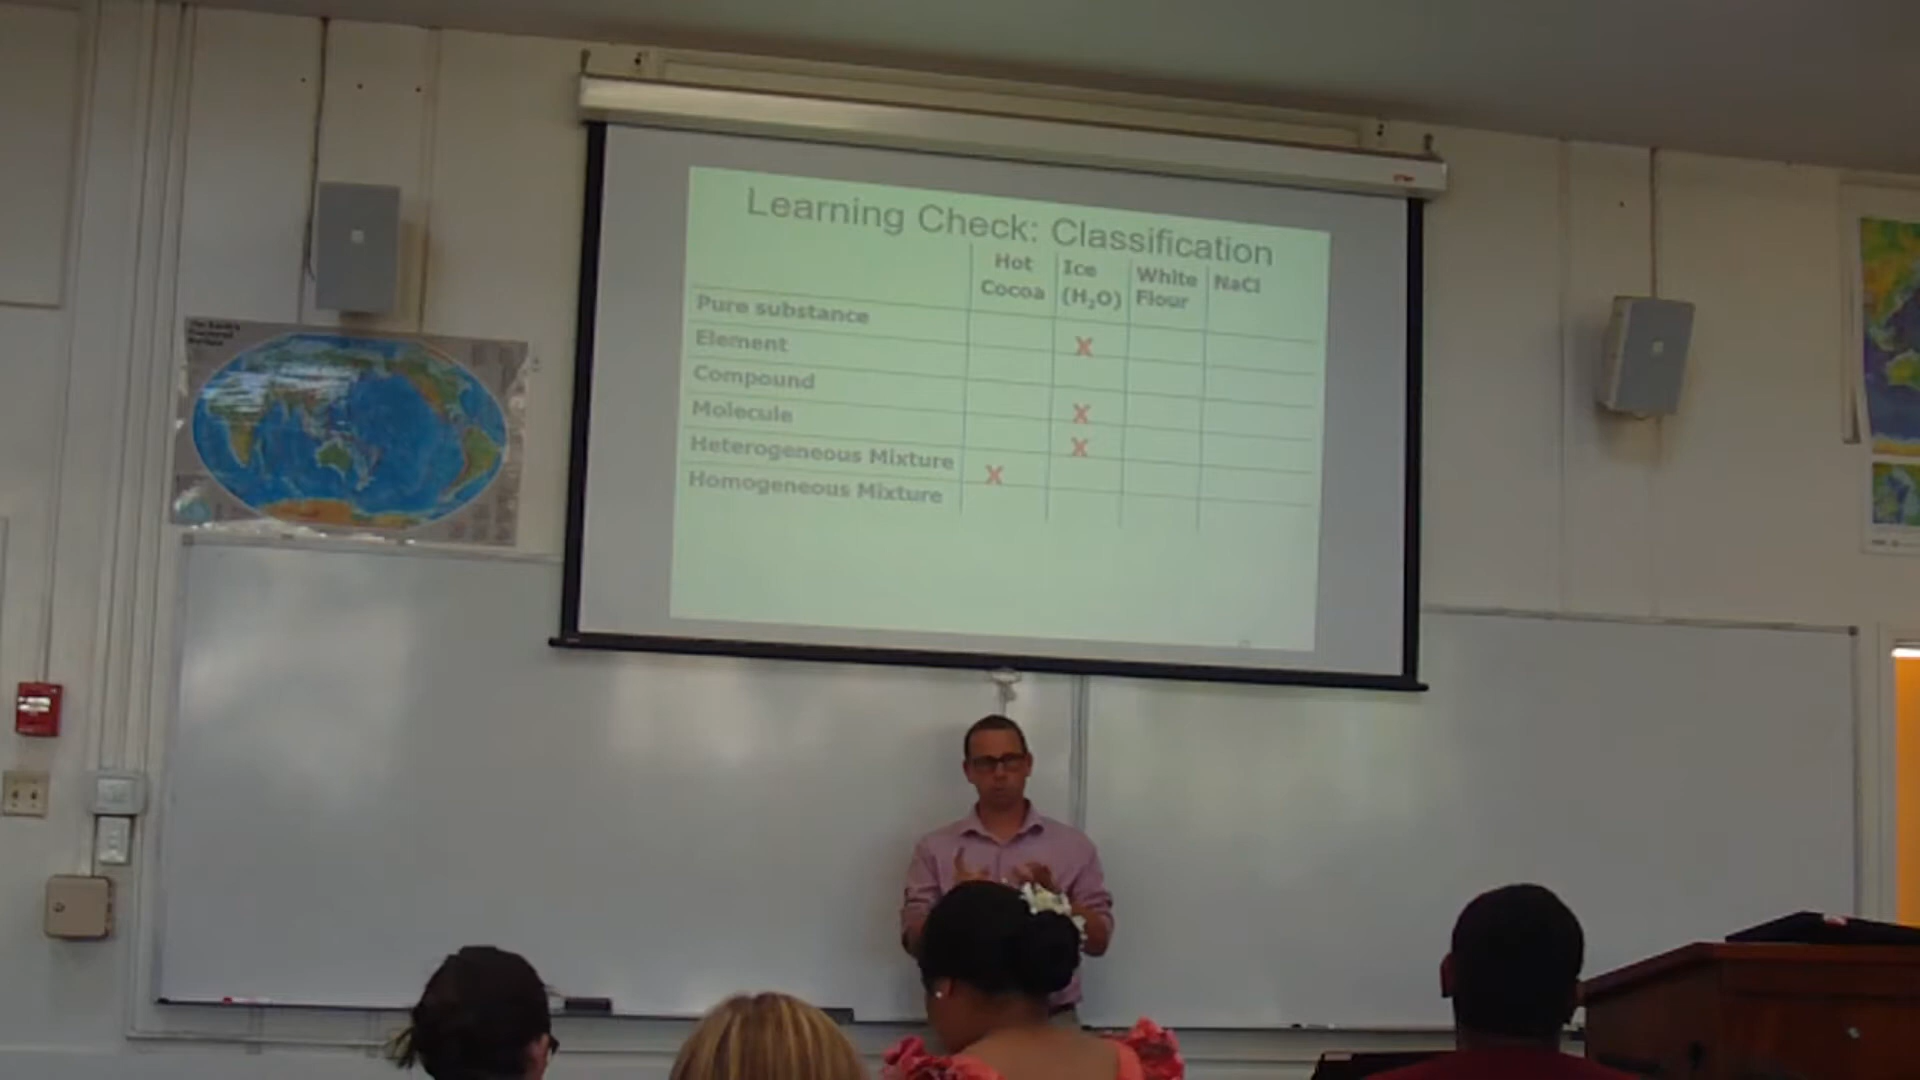 Learning Check: Classification
Hot Cocoa Ice (H₂O) White Flour NaCl
Pure substance X
Element
Compound X
Molecule X
Heterogeneous Mixture X
Homogeneous Mixture